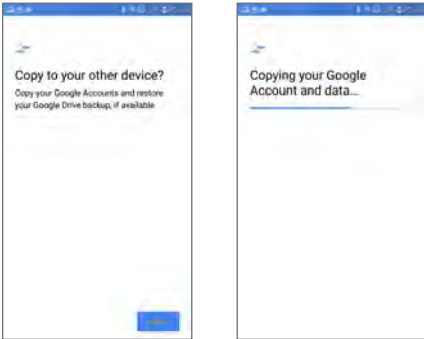 Copy to your other device?
Copy your Google Accounts and restore
your Google Drive backup, if available
Copying your Google
Account and data...